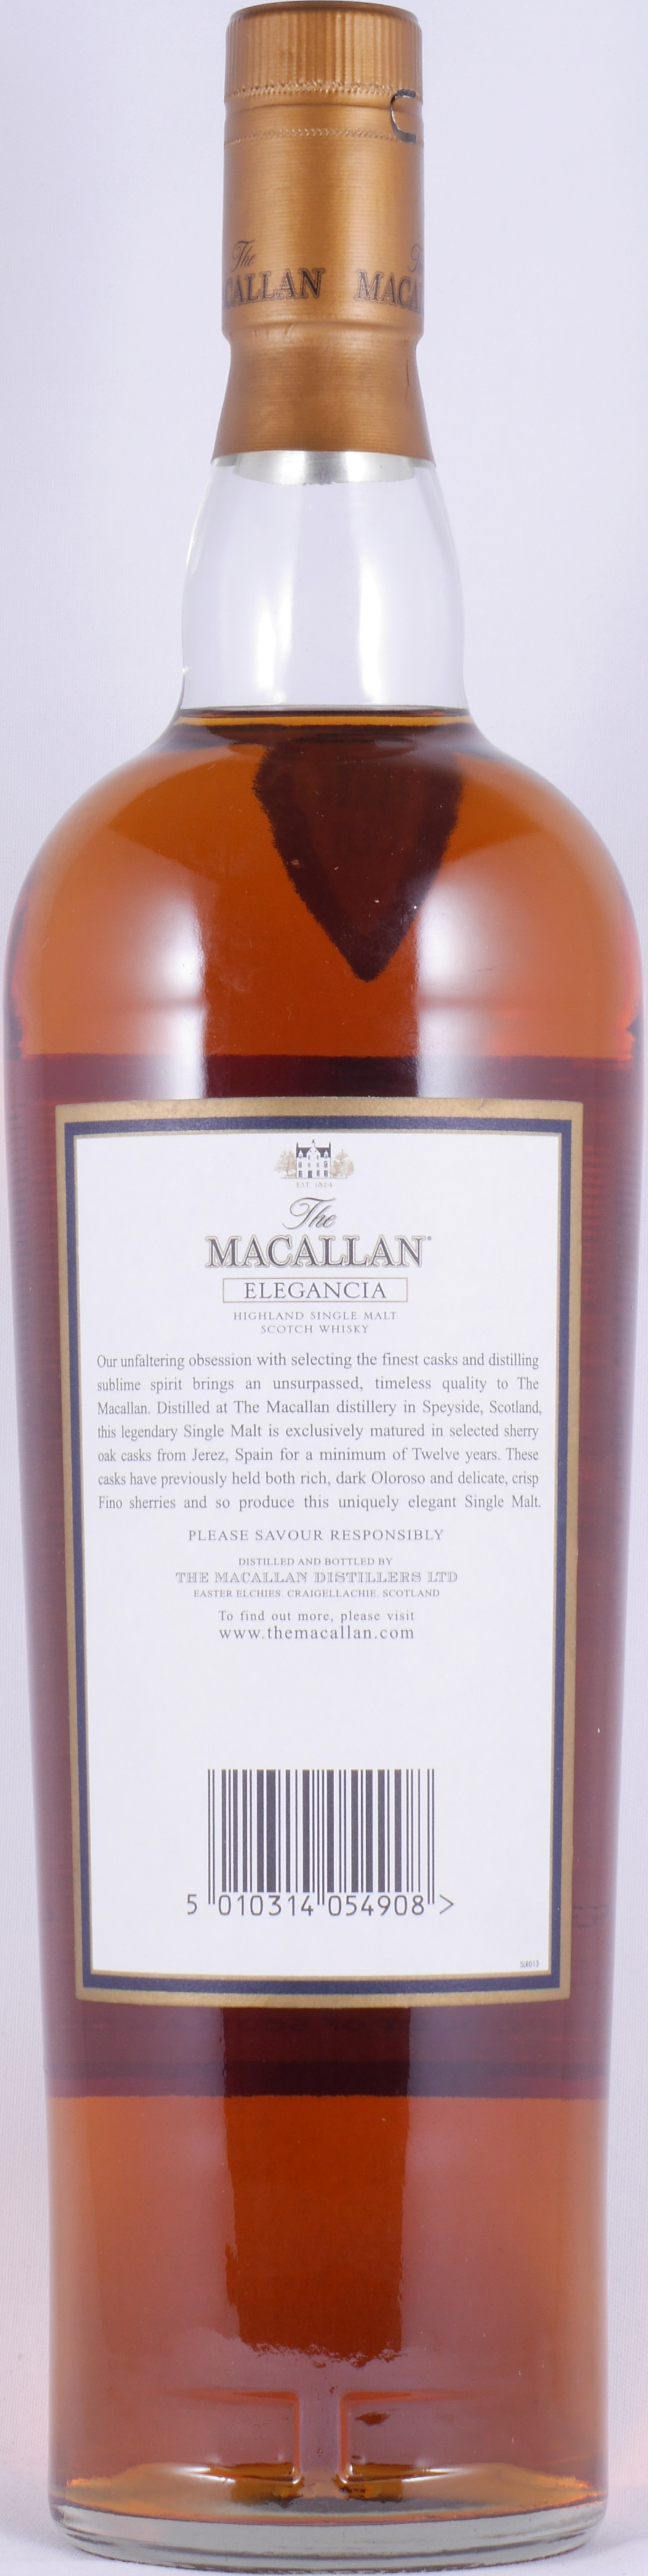 The The
CALLAN MACA
EST. 1824
The
MACALLAN
ELEGANCIA
HIGHLAND SINGLE MALT
SCOTCH WHISKY
Our unfaltering obsession with selecting the finest casks and distilling
sublime spirit brings an unsurpassed, timeless quality to The
Macallan. Distilled at The Macallan distillery in Speyside, Scotland,
this legendary Single Malt is exclusively matured in selected sherry
oak casks from Jerez, Spain for a minimum of Twelve years. These
casks have previously held both rich, dark Oloroso and delicate, crisp
Fino sherries and so produce this uniquely elegant Single Malt.
PLEASE SAVOUR RESPONSIBLY
DISTILLED AND BOTTLED BY
THE MACALLAN DISTILLERS LTD
EASTER ELCHIES. CRAIGELLACHIE. SCOTLAND
To find out more, please visit
www.themacallan.com
5 010314 054908 >
SLR013